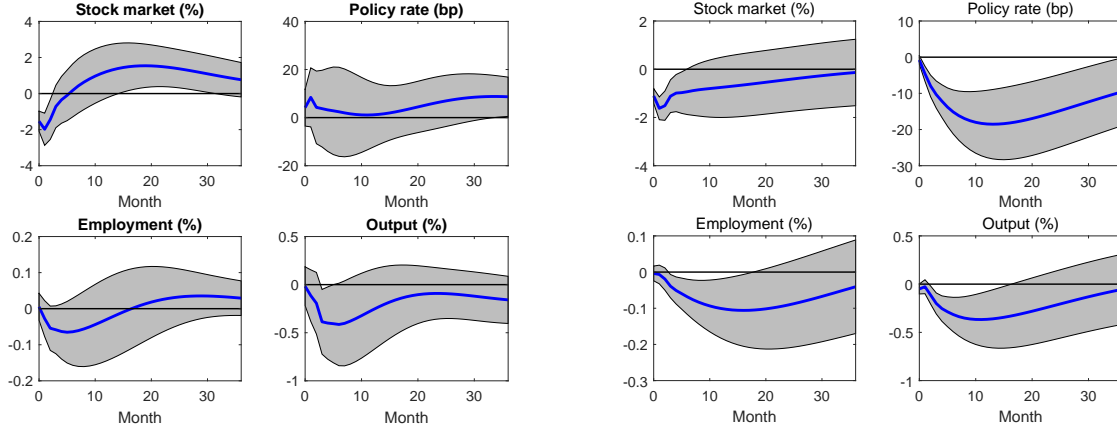 Stock market (%)
4
2
0
-2
-4
0 10 20 30
Month
Policy rate (bp)
40
20
0
-20
0 10 20 30
Month
Stock market (%)
2
0
-2
-4
0 10 20 30
Month
Policy rate (bp)
0
-10
-20
-30
0 10 20 30
Month
Employment (%)
0.2
0.1
0
-0.1
-0.2
0 10 20 30
Month
Output (%)
0.5
0
-0.5
-1
0 10 20 30
Month
Employment (%)
0.1
0
-0.1
-0.2
-0.3
0 10 20 30
Month
Output (%)
0.5
0
-0.5
-1
0 10 20 30
Month